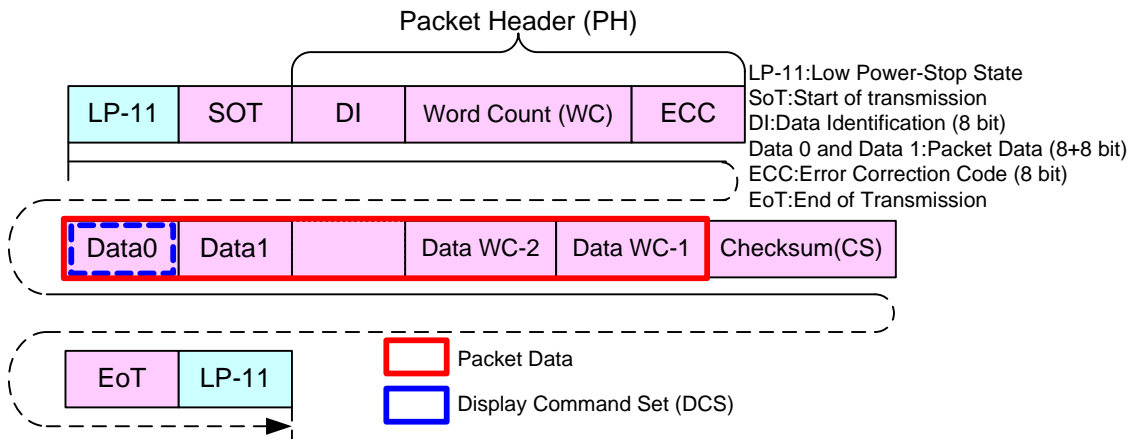 Packet Header (PH)
LP-11 SOT DI Word Count (WC) ECC
LP-11:Low Power-Stop State
SoT:Start of transmission
DI:Data Identification (8 bit)
Data 0 and Data 1:Packet Data (8+8 bit)
ECC:Error Correction Code (8 bit)
EoT:End of Transmission
Data0 Data1 Data WC-2 Data WC-1 Checksum(CS)
EoT LP-11
Packet Data
Display Command Set (DCS)